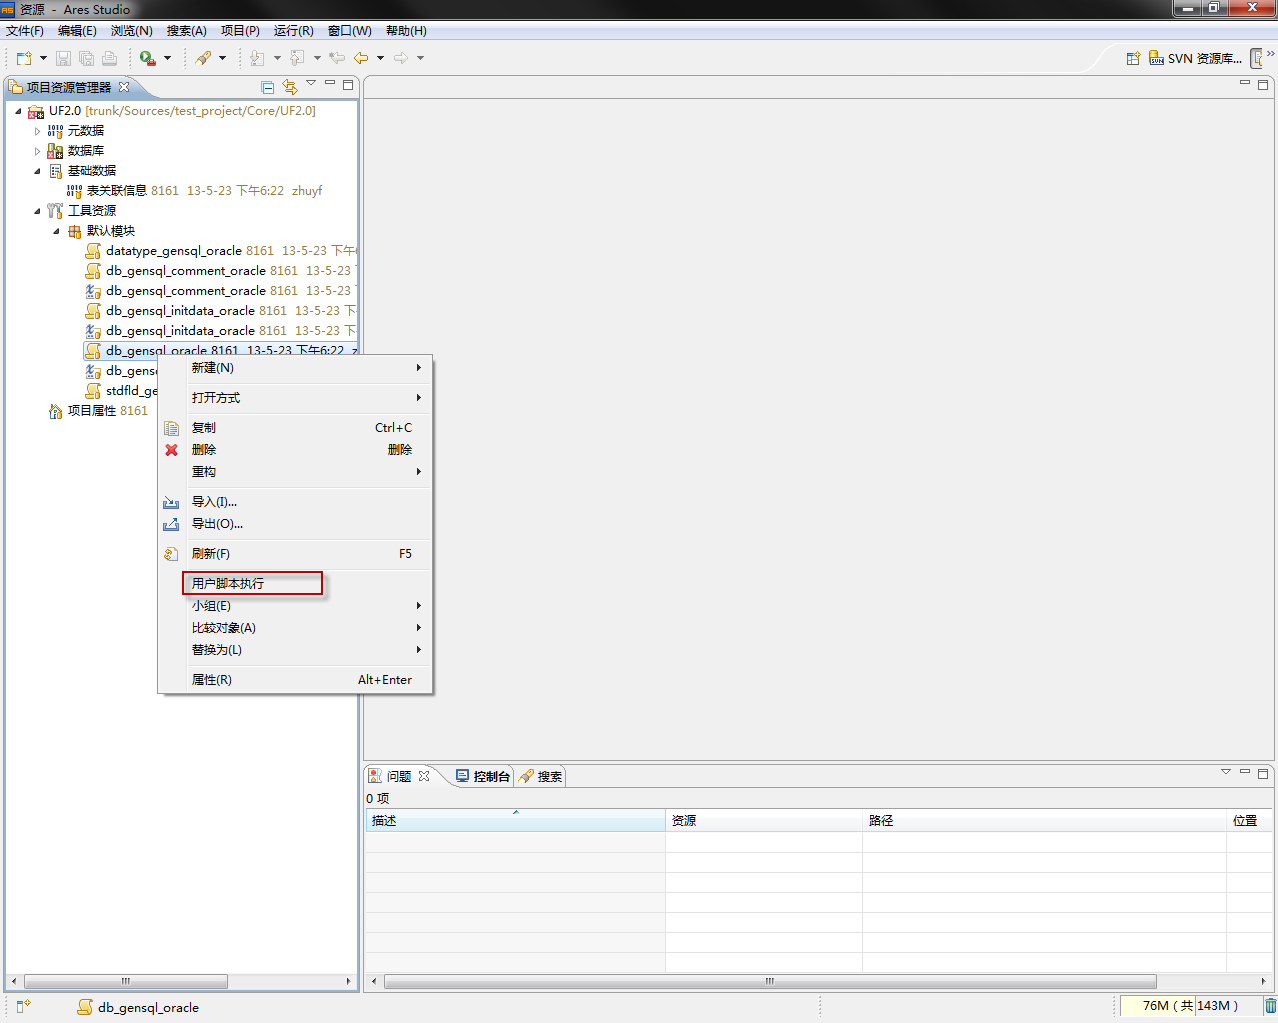 资源 - Ares Studio
文件(F) 编辑(E) 浏览(N) 搜索(A) 项目(P) 运行(R) 窗口(W) 帮助(H)
SVN 资源库...
项目资源管理器
UF2.0 [trunk/Sources/test_project/Core/UF2.0]
元数据
数据库
基础数据
表关联信息 8161 13-5-23 下午6:22 zhuyf
工具资源
默认模块
datatype_gensql_oracle 8161 13-5-23 下午6
db_gensql_comment_oracle 8161 13-5-23
db_gensql_comment_oracle 8161 13-5-23
db_gensql_initdata_oracle 8161 13-5-23 下
db_gensql_initdata_oracle 8161 13-5-23 下
db_gensql_oracle 8161 13-5-23 下午6:22 z
db_gens
stdfld_ge
项目属性 8161
新建(N)
打开方式
复制 Ctrl+C
删除 删除
重构
导入(I)...
导出(O)...
刷新(F) F5
用户脚本执行
小组(E)
比较对象(A)
替换为(L)
属性(R) Alt+Enter
问题 控制台 搜索
0 项
描述 资源 路径 位置
db_gensql_oracle
76M ( 共 143M )